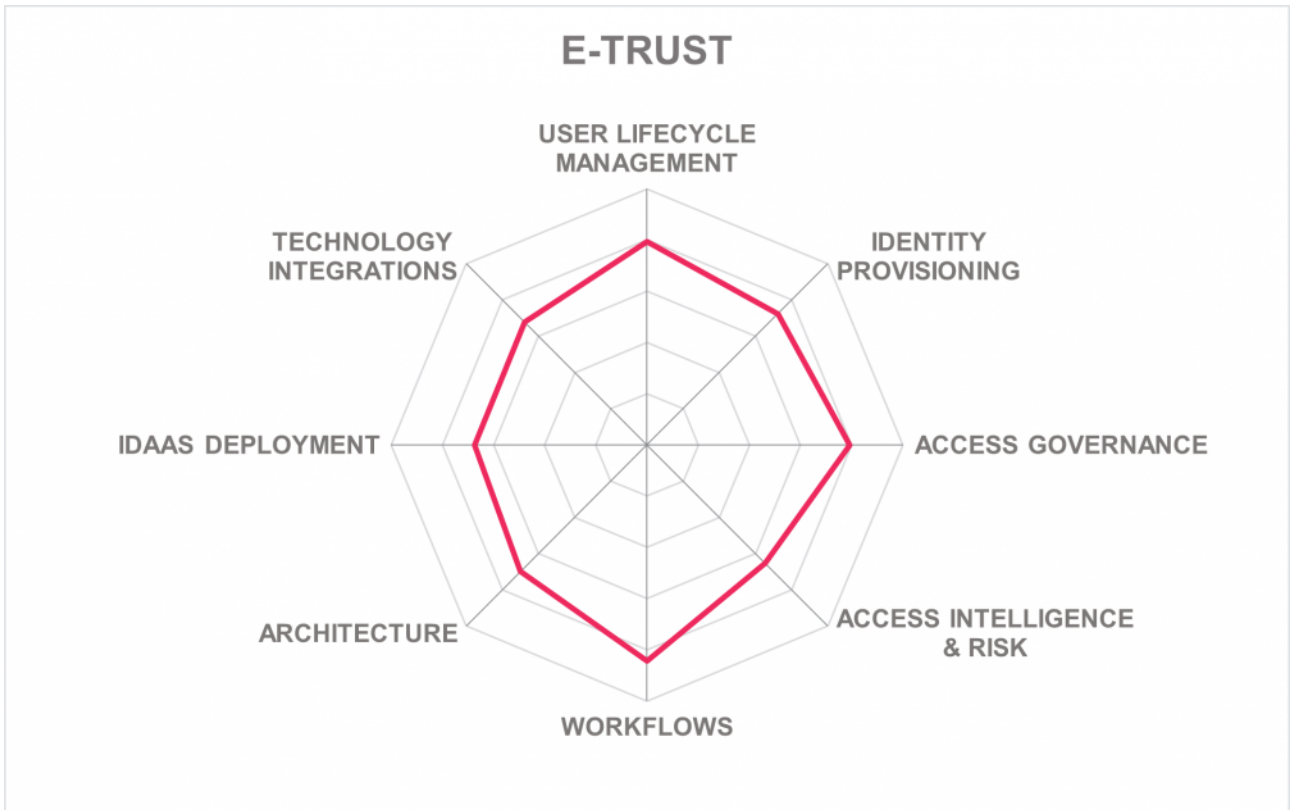 E-TRUST
USER LIFECYCLE
MANAGEMENT
IDENTITY
PROVISIONING
ACCESS GOVERNANCE
ACCESS INTELLIGENCE
& RISK
WORKFLOWS
ARCHITECTURE
IDAAS DEPLOYMENT
TECHNOLOGY
INTEGRATIONS